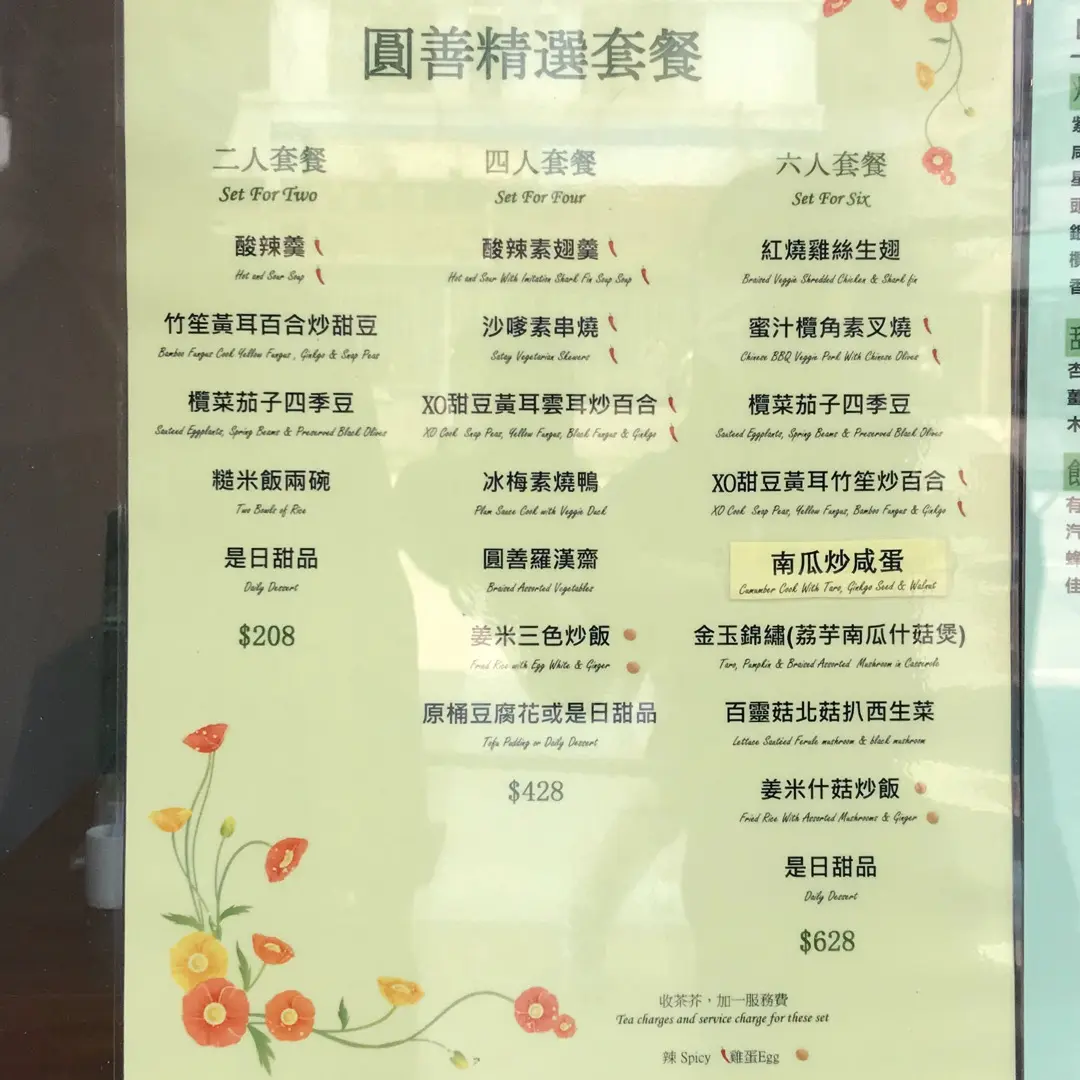 圓善精選套餐
二人套餐
Set For Two
酸辣羹
Hot and Sour Soup
竹笙黃耳百合炒甜豆
Bamboo Fungus Cook Yellow Fungus , Ginkgo & Snap Peas
欖菜茄子四季豆
Sauteed Eggplants, Spring Beams & Preserved Black Olives
糙米飯兩碗
Two Bowls of Rice
是日甜品
Daily Dessert
$208
四人套餐
Set For Four
酸辣素翅羹
Hot and Sour With Imitation Shark Fin Soup Soup
沙嗲素串燒
Satay Vegetarian Skewers
XO甜豆黃耳雲耳炒百合
XO Cook Snap Peas, Yellow Fungus, Black Fungus & Ginkgo
冰梅素燒鴨
Plum Sauce Cook with Veggie Duck
圓善羅漢齋
Braised Assorted Vegetables
姜米三色炒飯
Fried Rice with Egg White & Ginger
原桶豆腐花或是日甜品
Tofu Pudding or Daily Dessert
$428
六人套餐
Set For Six
紅燒雞絲生翅
Braised Veggie Shredded Chicken & Shark fin
蜜汁欖角素叉燒
Chinese BBQ Veggie Pork With Chinese Olives
欖菜茄子四季豆
Sauteed Eggplants, Spring Beams & Preserved Black Olives
XO甜豆黃耳竹笙炒百合
XO Cook Snap Peas, Yellow Fungus, Bamboo Fungus & Ginkgo
南瓜炒咸蛋
Cumumber Cook With Taro, Ginkgo Seed & Walnut
金玉錦繡(荔芋南瓜什菇煲)
Taro, Pumpkin & Braised Assorted Mushroom in Casserole
百靈菇北菇扒西生菜
Lettuce Sautéed Ferule mushroom & black mushroom
姜米什菇炒飯
Fried Rice With Assorted Mushrooms & Ginger
是日甜品
Daily Dessert
$628
收茶芥，加一服務費
Tea charges and service charge for these set
辣 Spicy 雞蛋Egg